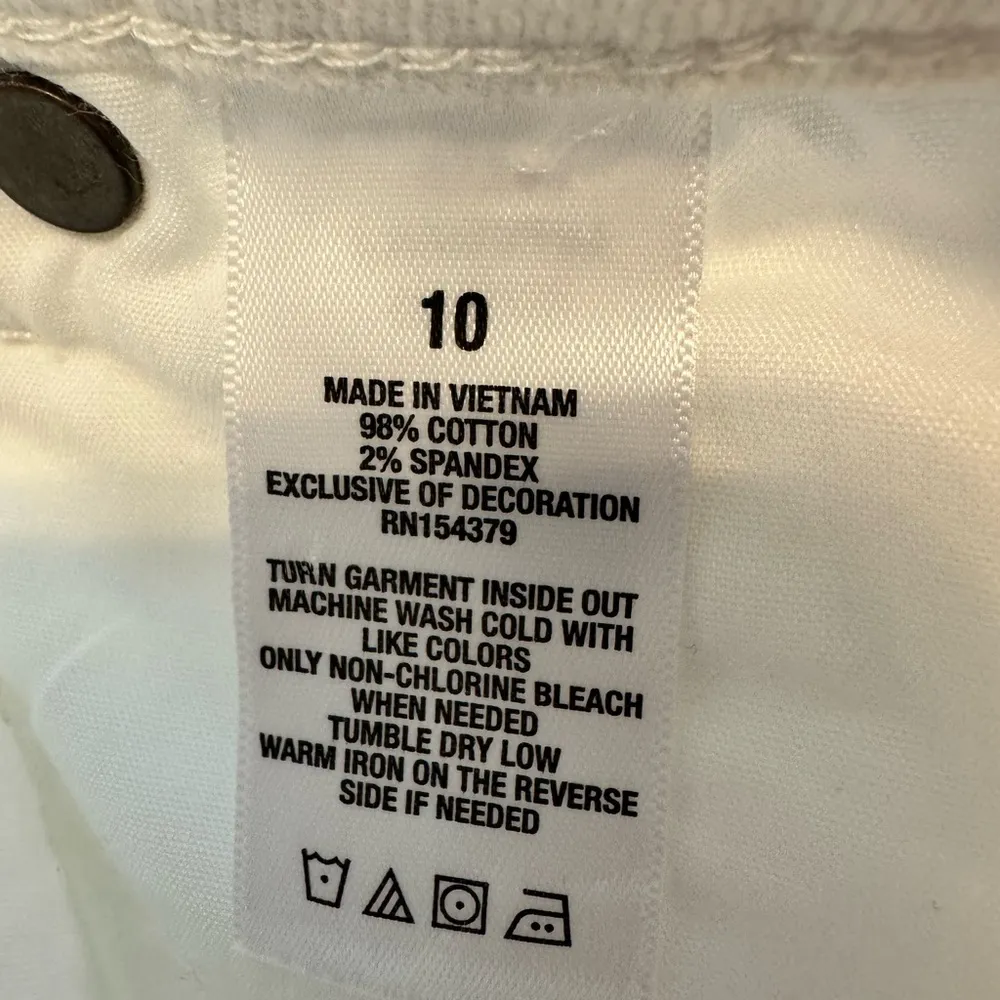 10
MADE IN VIETNAM
98% COTTON
2% SPANDEX
EXCLUSIVE OF DECORATION
RN154379
TURN GARMENT INSIDE OUT
MACHINE WASH COLD WITH
LIKE COLORS
ONLY NON-CHLORINE BLEACH
WHEN NEEDED
TUMBLE DRY LOW
WARM IRON ON THE REVERSE
SIDE IF NEEDED